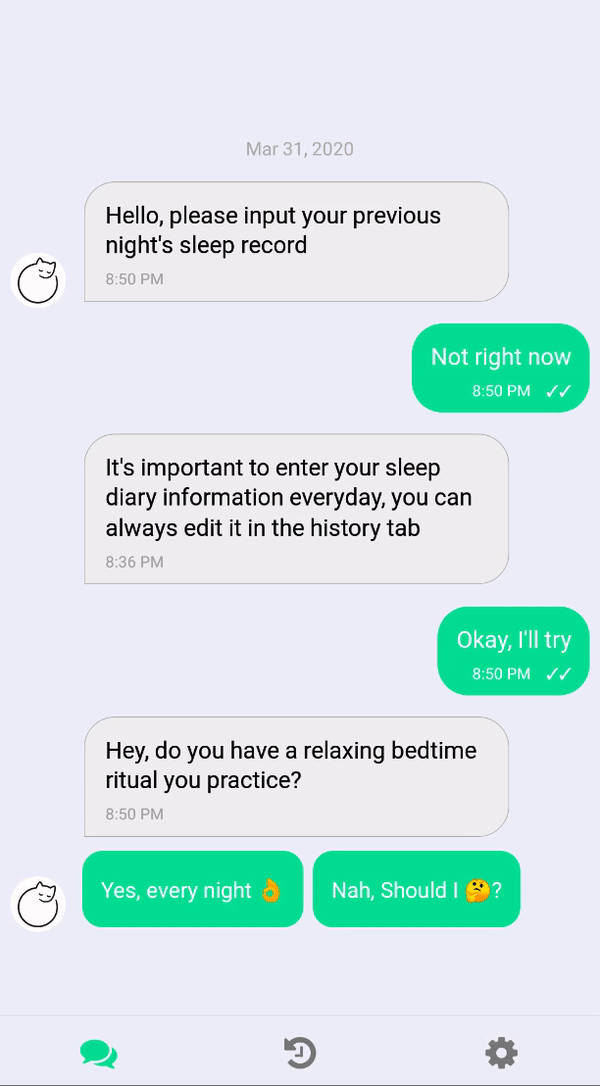 Mar 31, 2020
Hello, please input your previous
night's sleep record
8:50 PM
Not right now
8:50 PM ✓✓
It's important to enter your sleep
diary information everyday, you can
always edit it in the history tab
8:36 PM
Okay, I'll try
8:50 PM ✓✓
Hey, do you have a relaxing bedtime
ritual you practice?
8:50 PM
Yes, every night 👌
Nah, Should I 🤔?